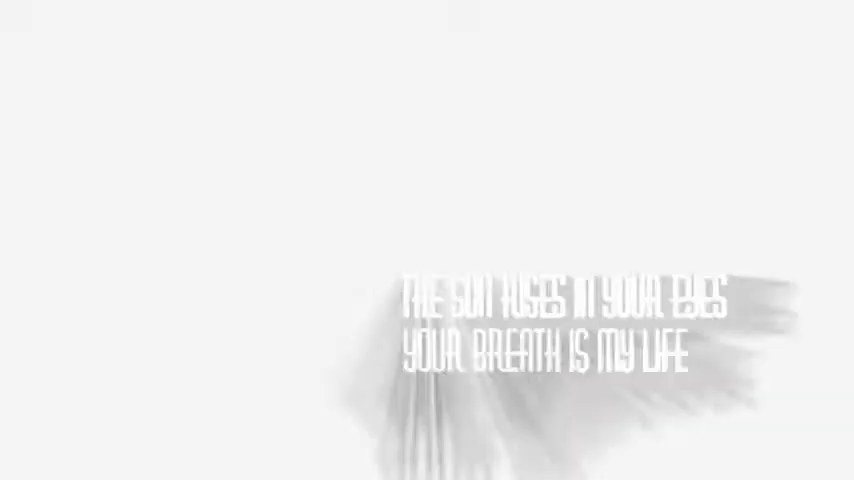 THE SUN RISES IN YOUR EYES
YOUR BREATH IS MY LIFE